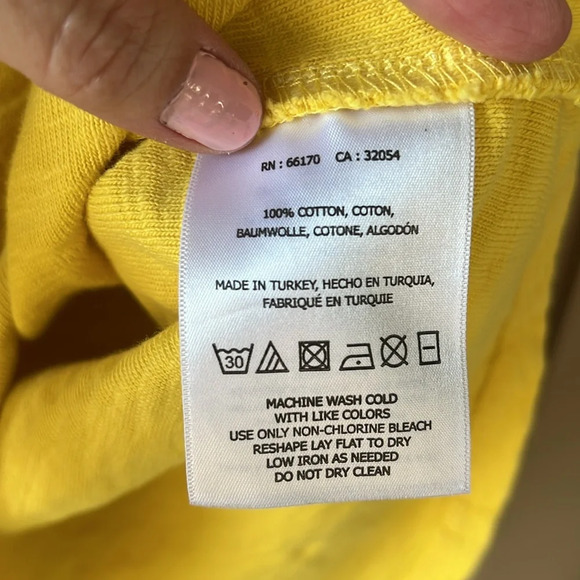 RN : 66170 CA : 32054
100% COTTON, COTON,
BAUMWOLLE, COTONE, ALGODÓN
MADE IN TURKEY, HECHO EN TURQUIA,
FABRIQUÉ EN TURQUIE
30
MACHINE WASH COLD
WITH LIKE COLORS
USE ONLY NON-CHLORINE BLEACH
RESHAPE LAY FLAT TO DRY
LOW IRON AS NEEDED
DO NOT DRY CLEAN